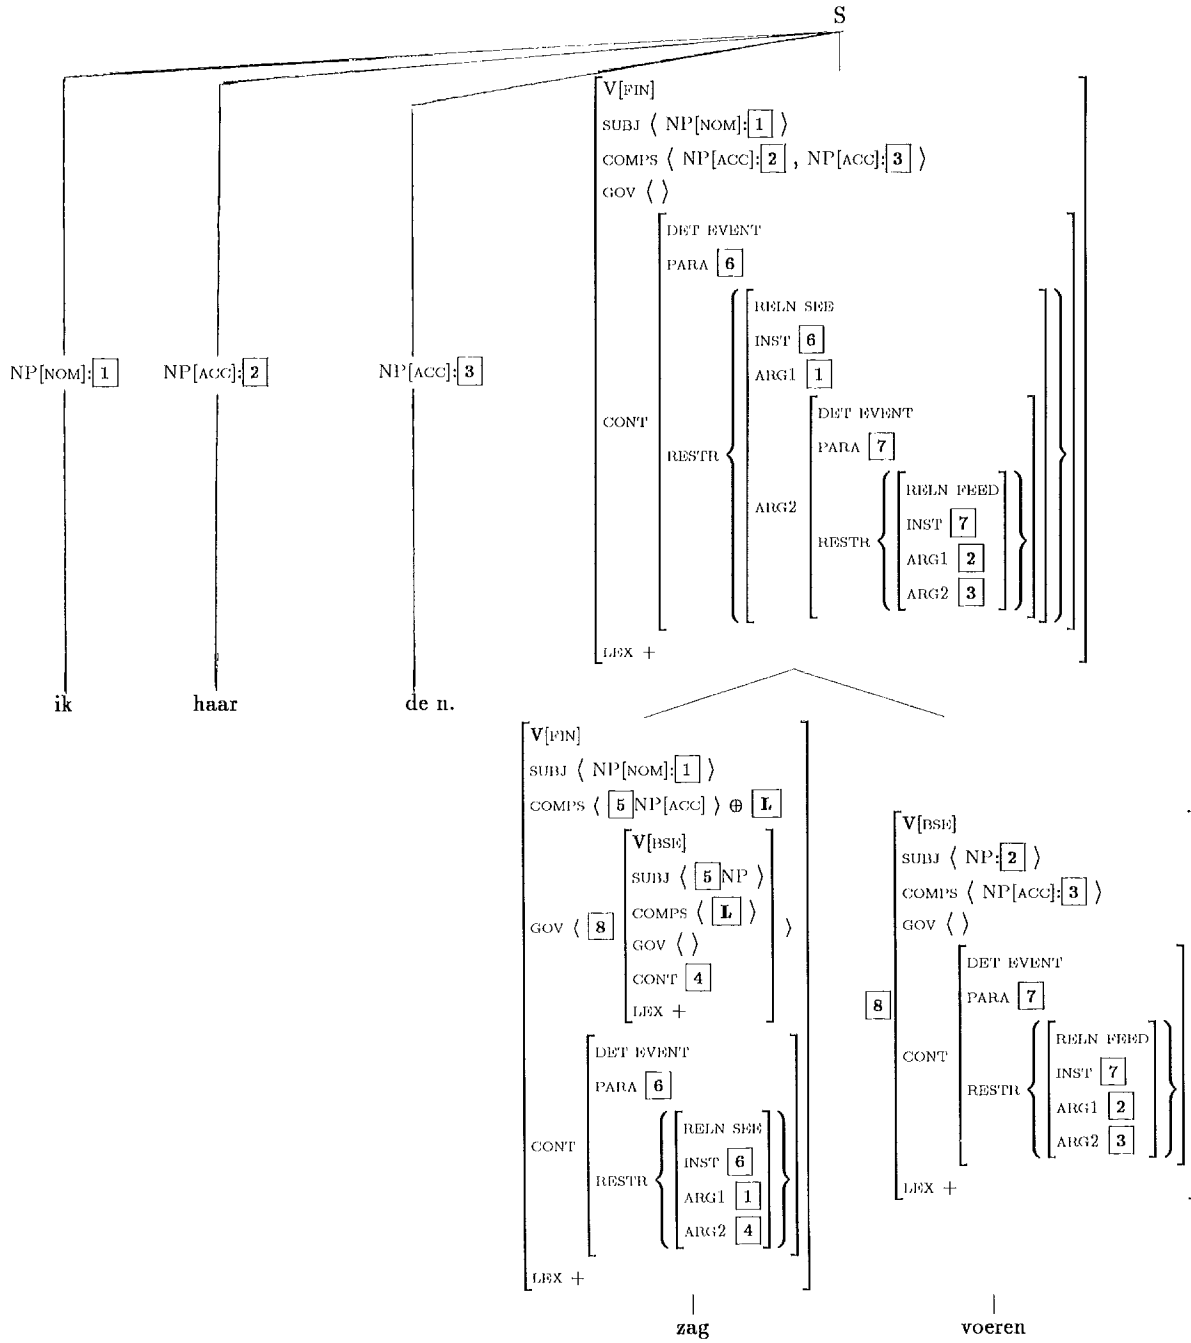 S
V[FIN]
SUBJ ⟨ NP[NOM]: 1 ⟩
COMPS ⟨ NP[ACC]: 2 , NP[ACC]: 3 ⟩
GOV ⟨ ⟩
DET EVENT
PARA 6
RELN SEE
INST 6
NP[NOM]: 1 NP[ACC]: 2 NP[ACC]: 3 ARG1 1
DET EVENT
CONT
PARA 7
RESTR
RELN FEED
ARG2
INST 7
RESTR
ARG1 2
ARG2 3
LEX +
ik haar de n.
V[FIN]
SUBJ ⟨ NP[NOM]: 1 ⟩
COMPS ⟨ 5 NP[ACC] ⟩ ⊕ L
V[BSE]
SUBJ ⟨ 5 NP ⟩
COMPS ⟨ L ⟩
GOV ⟨ 8 ⟩
GOV ⟨ ⟩
CONT 4
LEX +
DET EVENT
PARA 6
RELN SEE
CONT
INST 6
RESTR
ARG1 1
ARG2 4
LEX +
V[BSE]
SUBJ ⟨ NP: 2 ⟩
COMPS ⟨ NP[ACC]: 3 ⟩
GOV ⟨ ⟩
DET EVENT
PARA 7
8
RELN FEED
CONT
INST 7
RESTR
ARG1 2
ARG2 3
LEX +
zag voeren